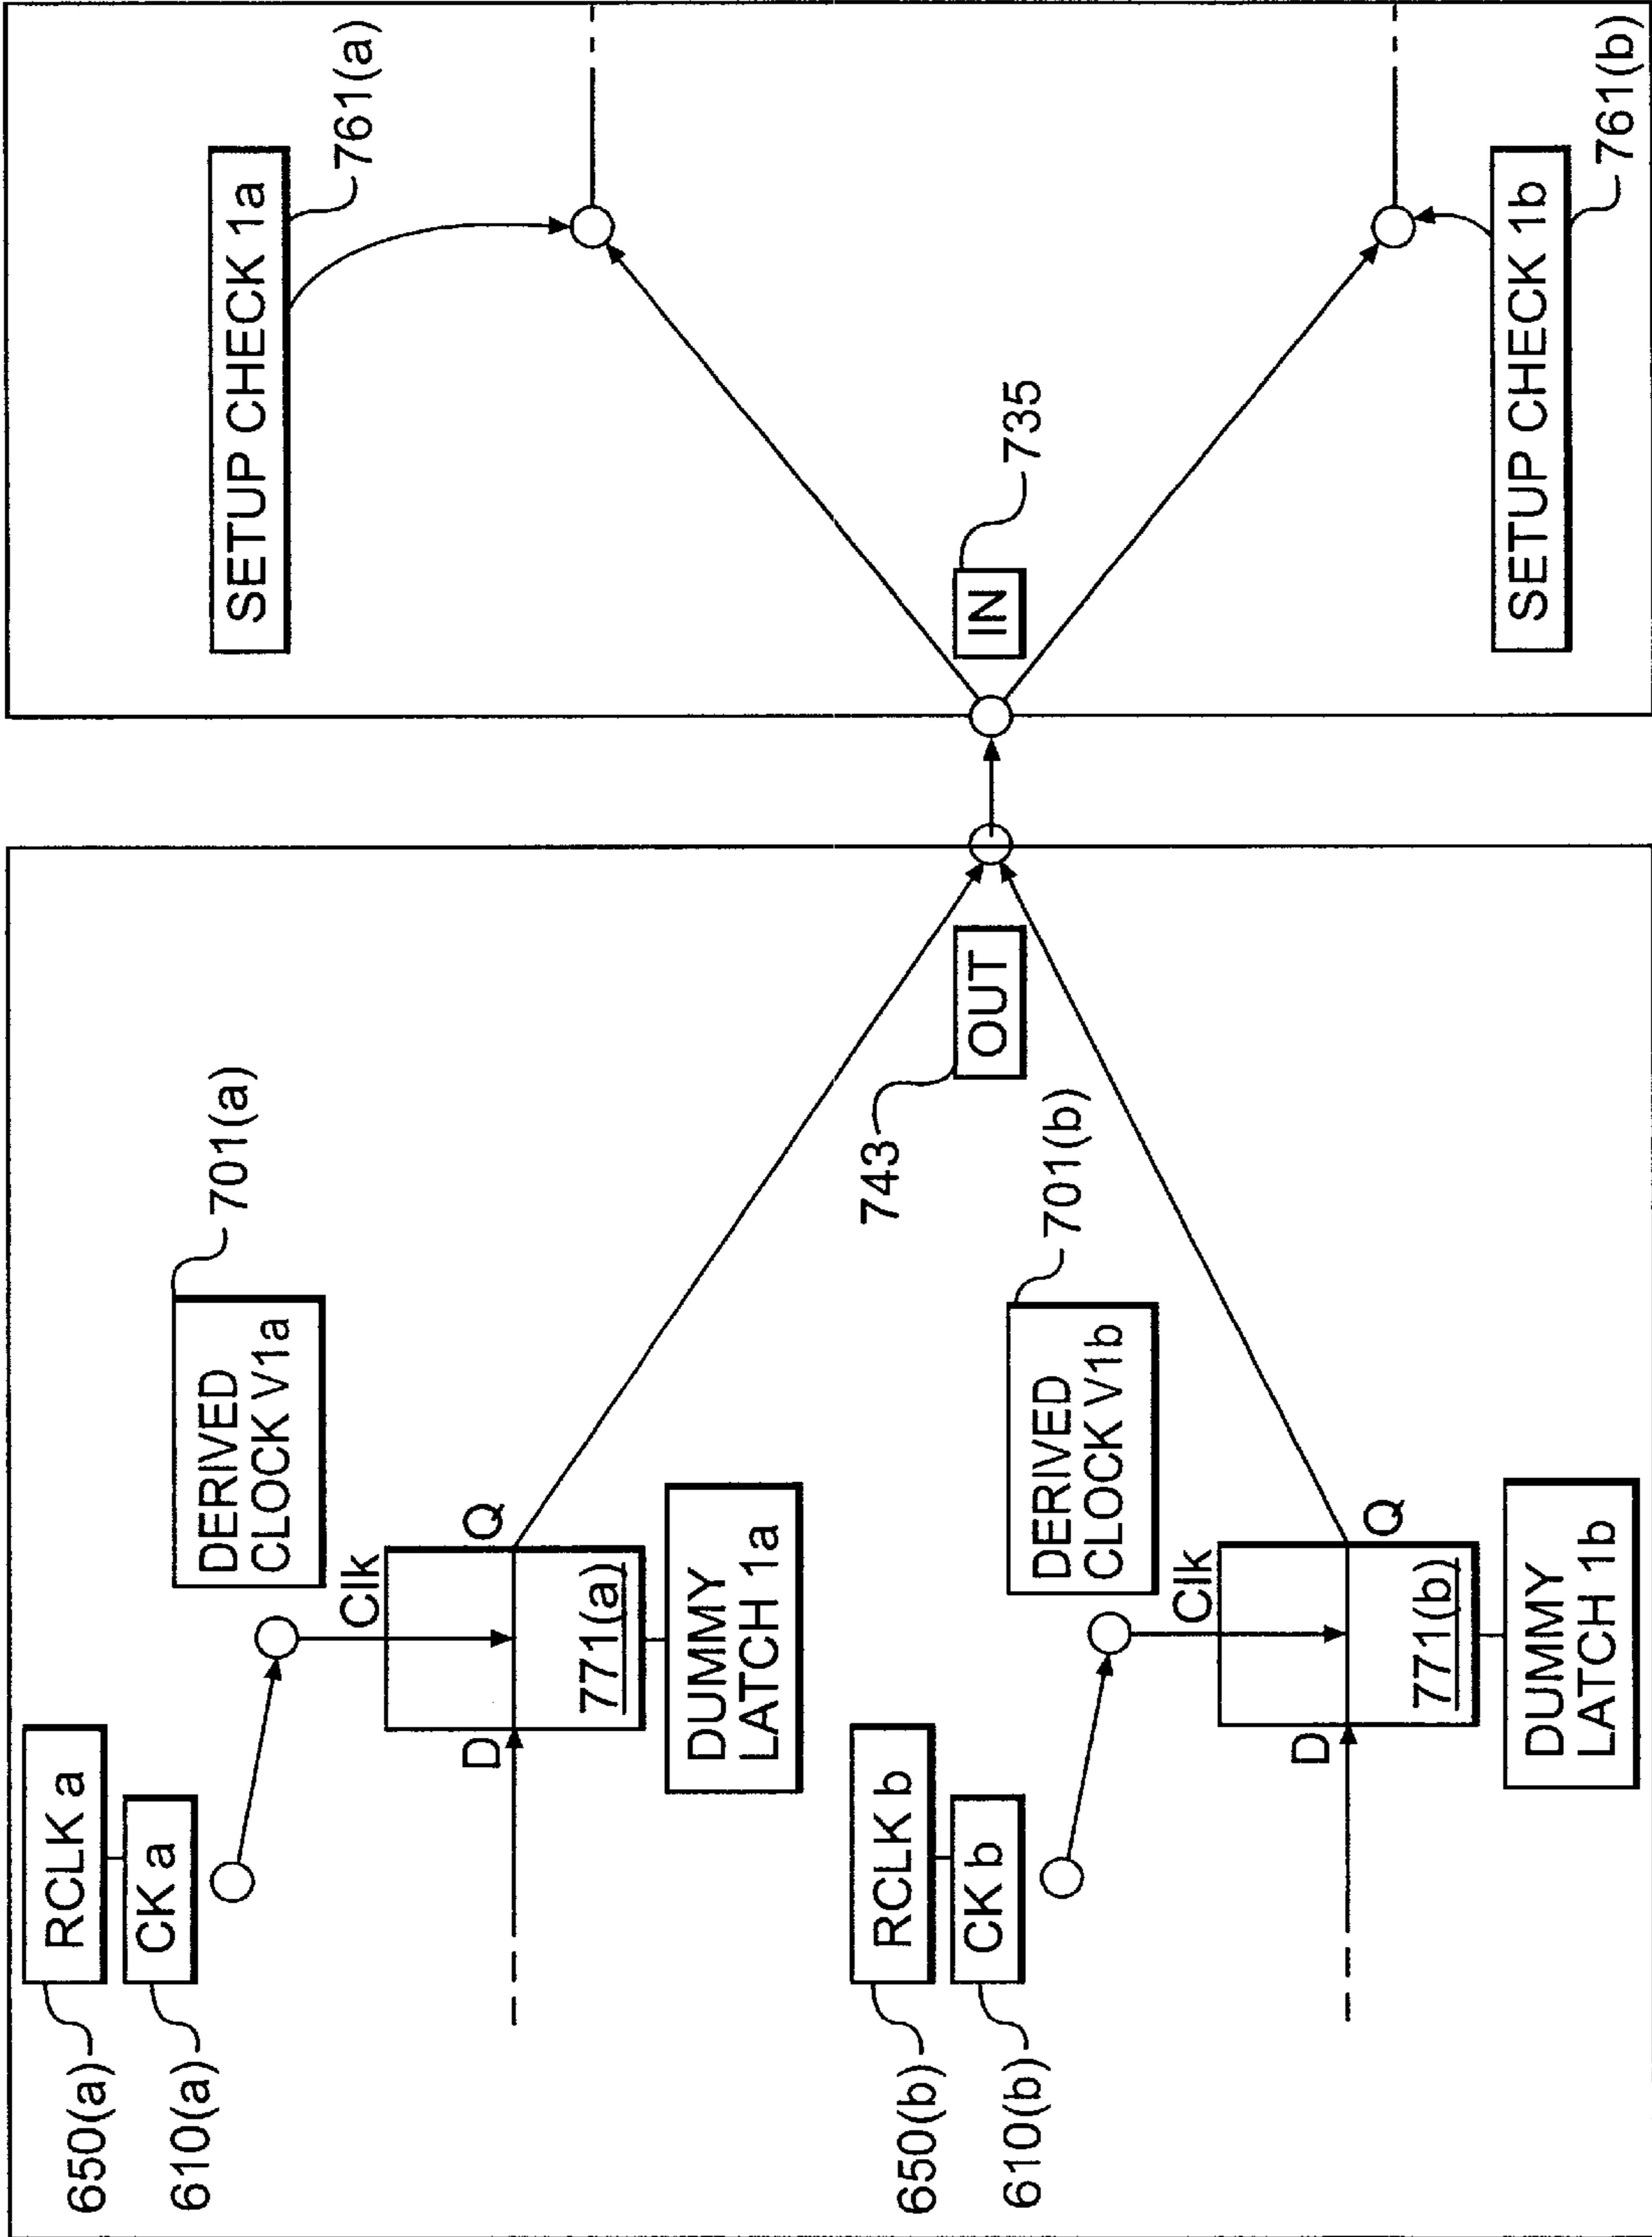 650(a)
RCLK a
610(a)
CK a
DERIVED
CLOCK V1a
701(a)
Clk
D
Q
771(a)
DUMMY
LATCH 1a
650(b)
RCLK b
610(b)
CK b
DERIVED
CLOCK V1b
701(b)
Clk
D
Q
771(b)
DUMMY
LATCH 1b
743
OUT
IN
735
SETUP CHECK 1a
761(a)
SETUP CHECK 1b
761(b)